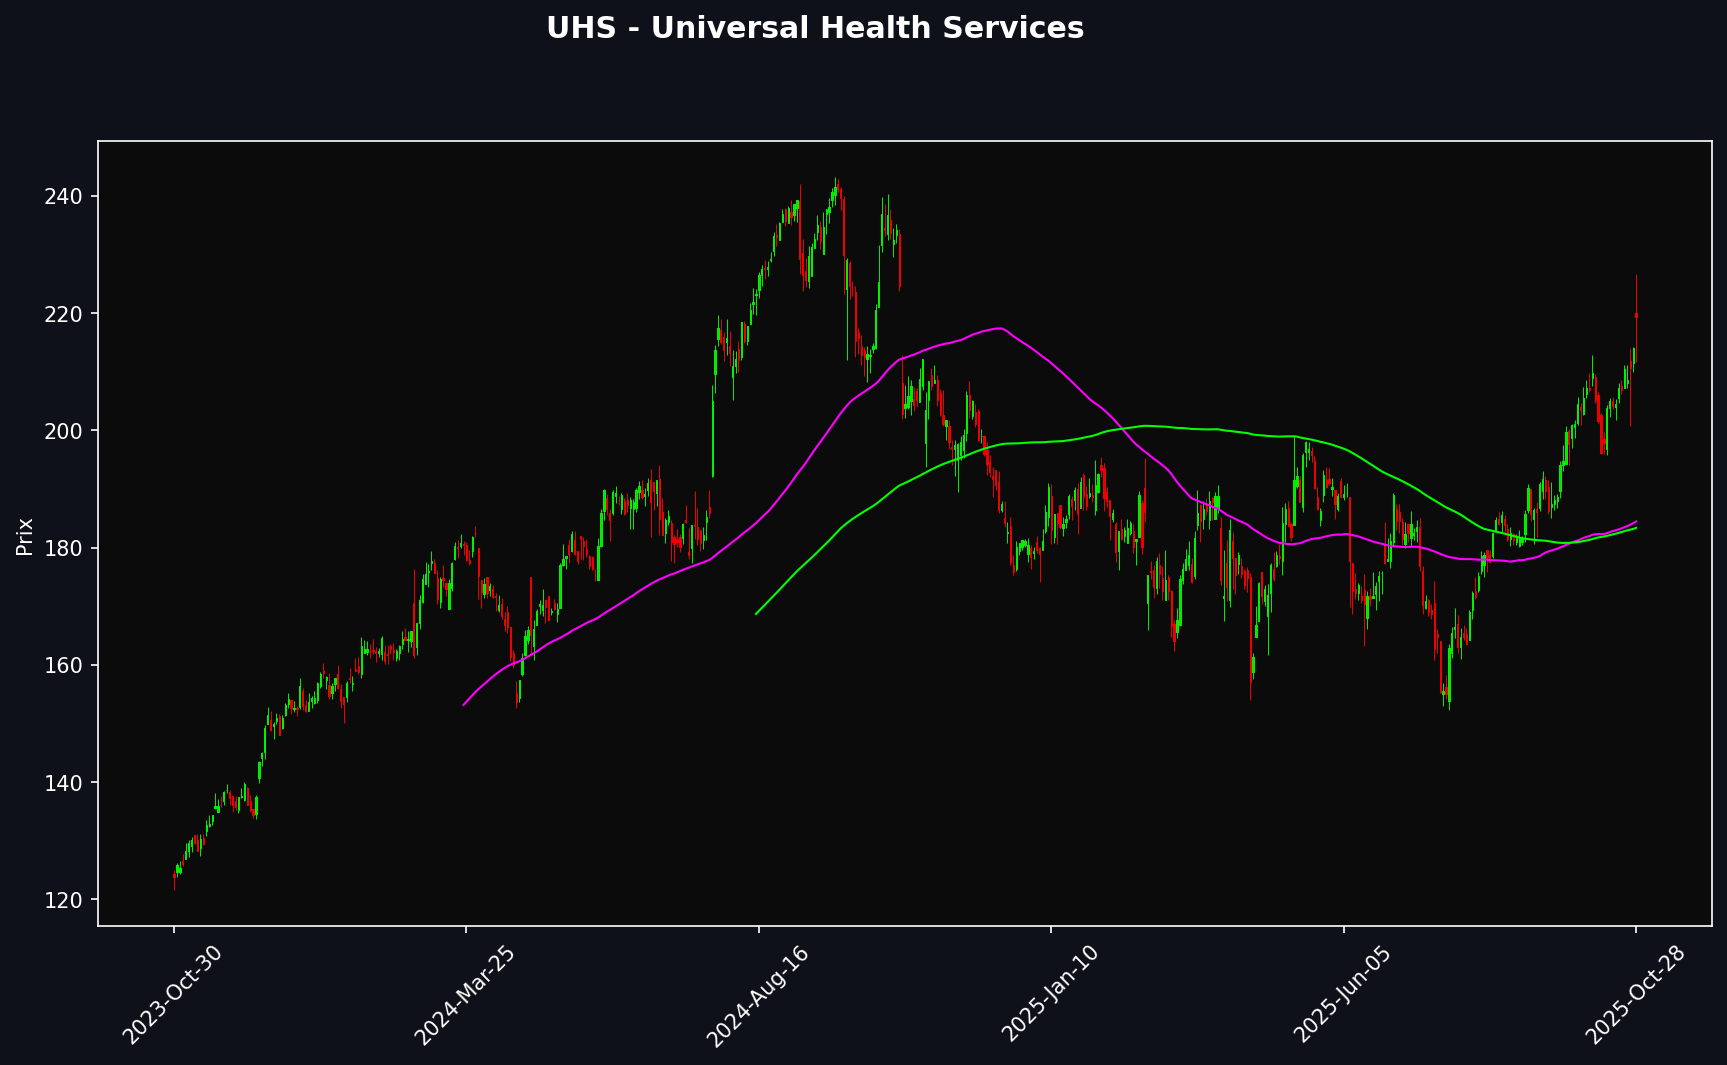 UHS - Universal Health Services
Prix
240
220
200
180
160
140
120
2023-Oct-30
2024-Mar-25
2024-Aug-16
2025-Jan-10
2025-Jun-05
2025-Oct-28